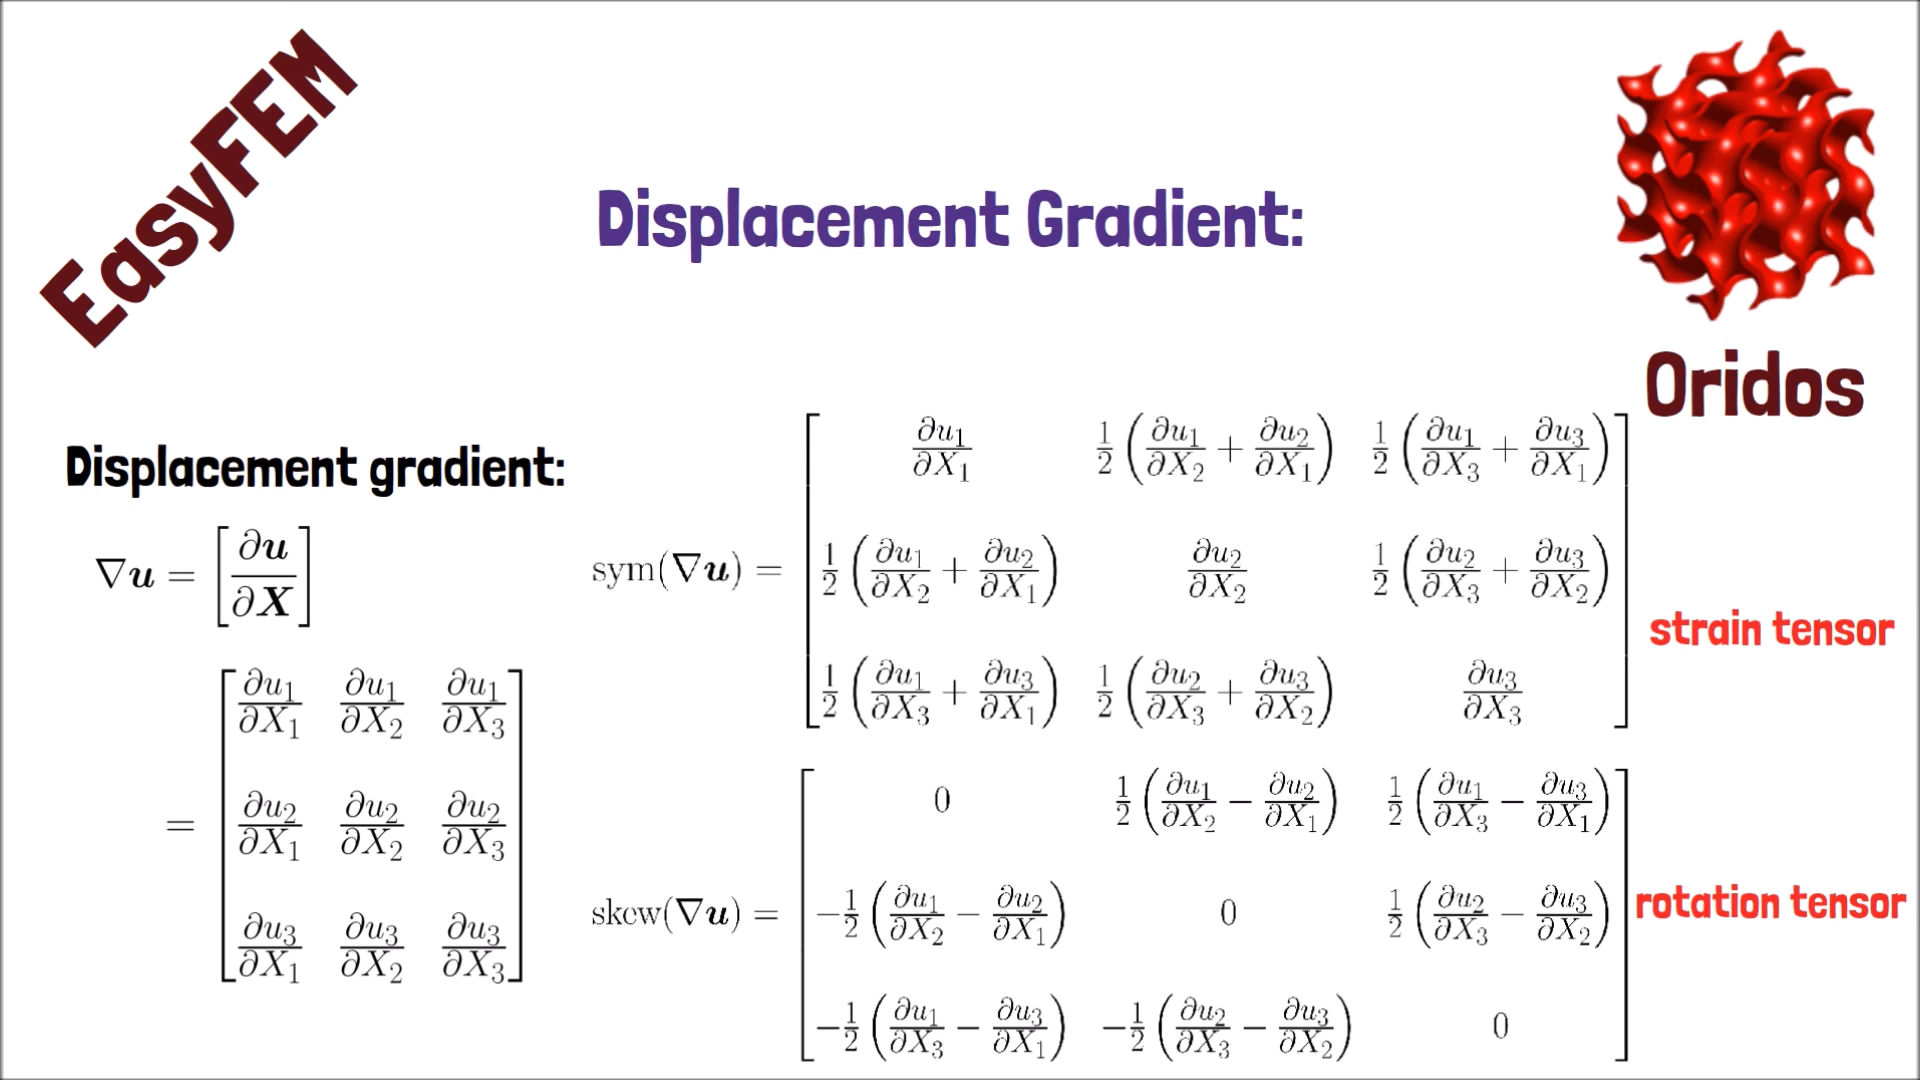 EasyFEM
Displacement Gradient:
Oridos
Displacement gradient:
∇u = [∂u/∂X]
= [∂u₁/∂X₁ ∂u₁/∂X₂ ∂u₁/∂X₃
∂u₂/∂X₁ ∂u₂/∂X₂ ∂u₂/∂X₃
∂u₃/∂X₁ ∂u₃/∂X₂ ∂u₃/∂X₃]
sym(∇u) = [∂u₁/∂X₁ 1/2(∂u₁/∂X₂ + ∂u₂/∂X₁) 1/2(∂u₁/∂X₃ + ∂u₃/∂X₁)
1/2(∂u₁/∂X₂ + ∂u₂/∂X₁) ∂u₂/∂X₂ 1/2(∂u₂/∂X₃ + ∂u₃/∂X₂)
1/2(∂u₁/∂X₃ + ∂u₃/∂X₁) 1/2(∂u₂/∂X₃ + ∂u₃/∂X₂) ∂u₃/∂X₃]
strain tensor
skew(∇u) = [0 1/2(∂u₁/∂X₂ − ∂u₂/∂X₁) 1/2(∂u₁/∂X₃ − ∂u₃/∂X₁)
−1/2(∂u₁/∂X₂ − ∂u₂/∂X₁) 0 1/2(∂u₂/∂X₃ − ∂u₃/∂X₂)
−1/2(∂u₁/∂X₃ − ∂u₃/∂X₁) −1/2(∂u₂/∂X₃ − ∂u₃/∂X₂) 0]
rotation tensor